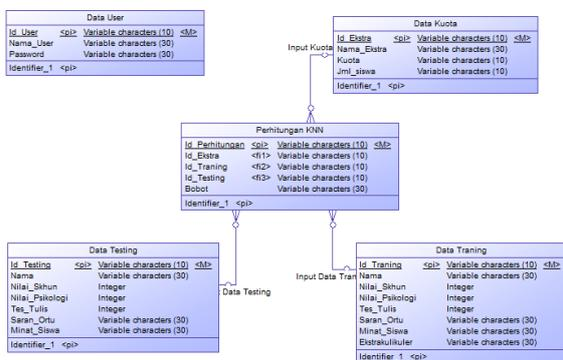 Data User
Id_User <pi> Variable characters (10) <M>
Nama_User Variable characters (30)
Password Variable characters (30)
Identifier_1 <pi>
Data Kuota
Id_Ekstra <pi> Variable characters (10) <M>
Nama_Ekstra Variable characters (30)
Kuota Variable characters (10)
Jml_siswa Variable characters (10)
Identifier_1 <pi>
Input Kuota
Perhitungan KNN
Id_Perhitungan <pi> Variable characters (10) <M>
Id_Ekstra <fi1> Variable characters (10)
Id_Traning <fi2> Variable characters (10)
Id_Testing <fi3> Variable characters (10)
Bobot Variable characters (30)
Identifier_1 <pi>
Data Testing
Id_Testing <pi> Variable characters (10) <M>
Nama Variable characters (30)
Nilai_Skhun Integer
Nilai_Psikologi Integer
Tes_Tulis Integer
Saran_Ortu Variable characters (30)
Minat_Siswa Variable characters (30)
Identifier_1 <pi>
t Data Testing
Input Data Tran
Data Traning
Id_Traning <pi> Variable characters (10) <M>
Nama Variable characters (30)
Nilai_Skhun Integer
Nilai_Psikologi Integer
Tes_Tulis Integer
Saran_Ortu Variable characters (30)
Minat_Siswa Variable characters (30)
Ekstrakulikuler Variable characters (30)
Identifier_1 <pi>